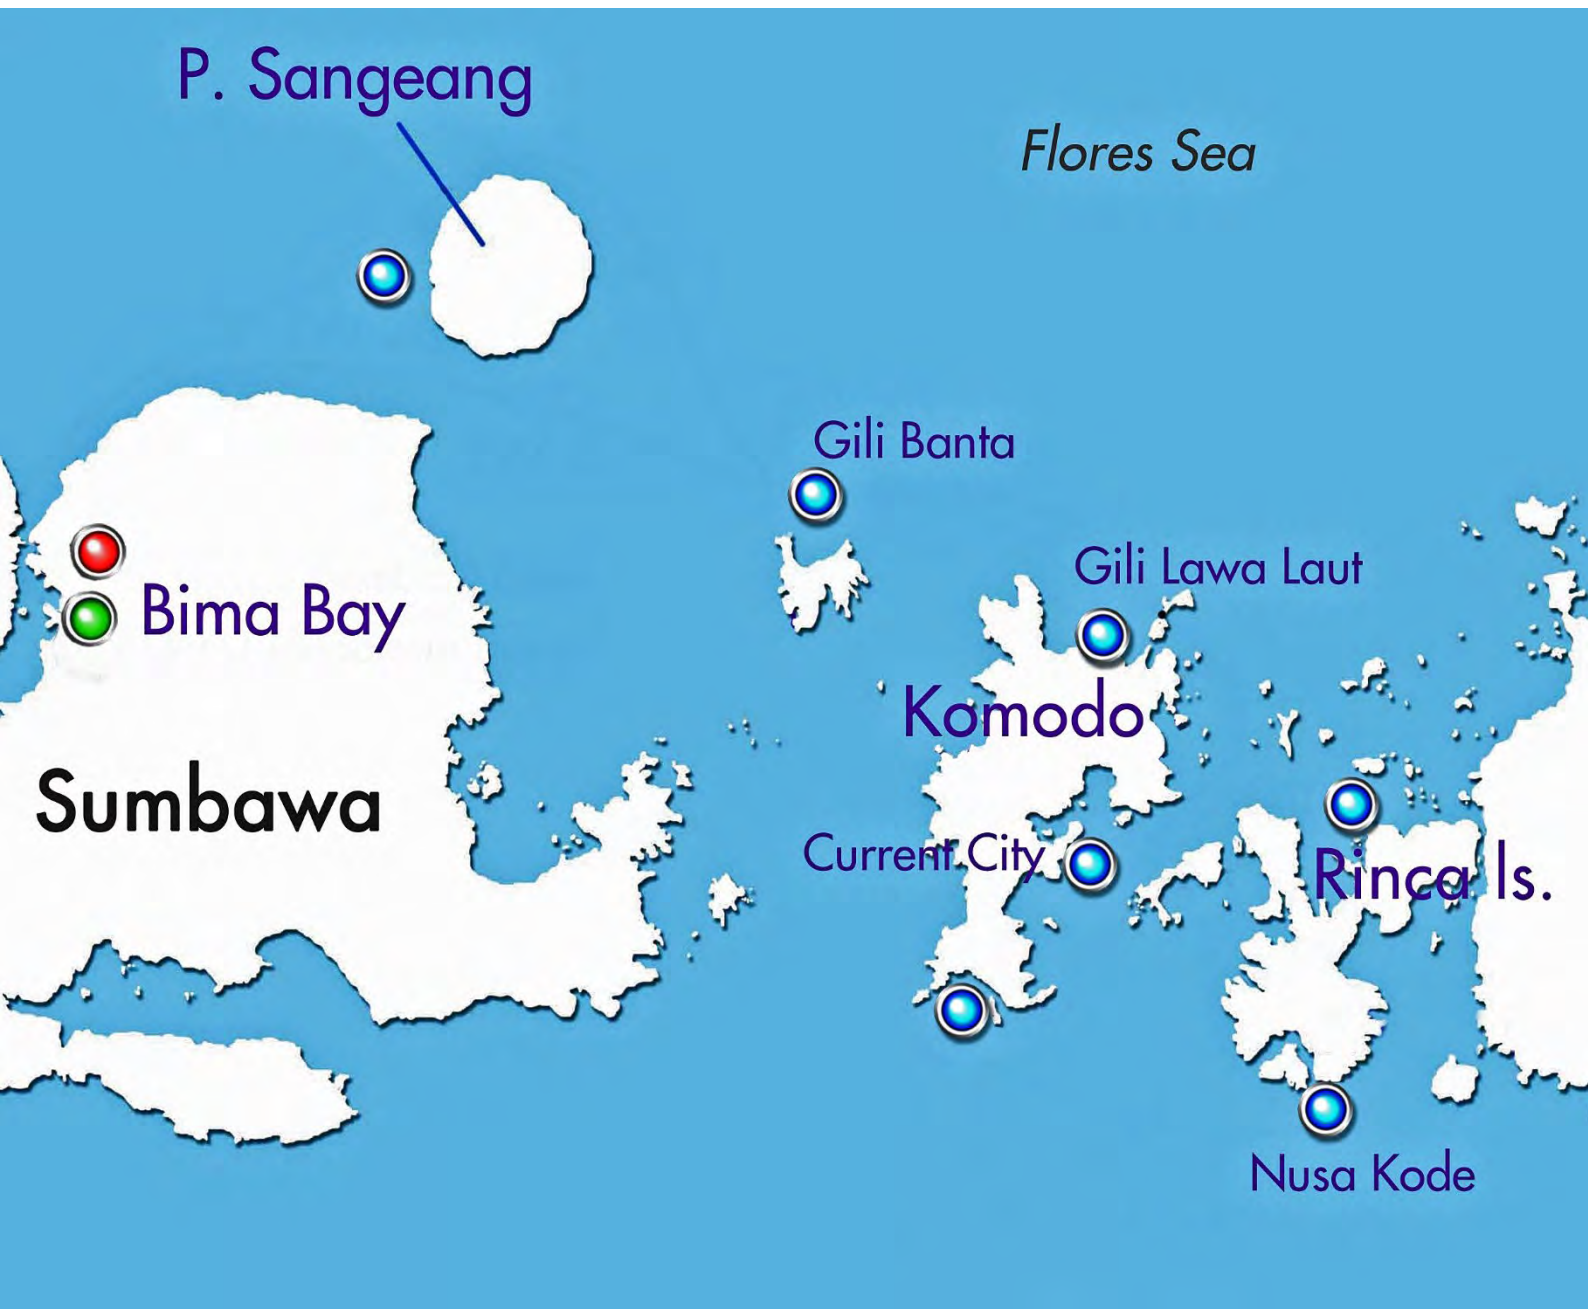 P. Sangeang
Flores Sea
Gili Banta
Gili Lawa Laut
Bima Bay
Komodo
Sumbawa
Current City
Rinca Is.
Nusa Kode